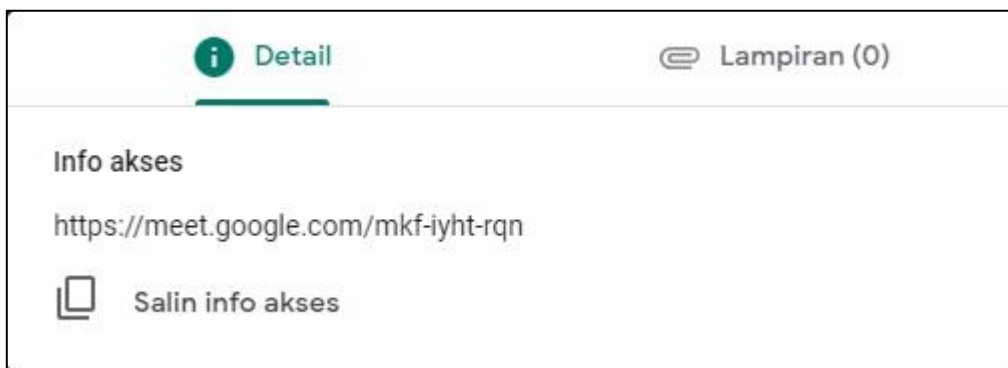 Detail
Lampiran (0)
Info akses
https://meet.google.com/mkf-iyht-rqn
Salin info akses